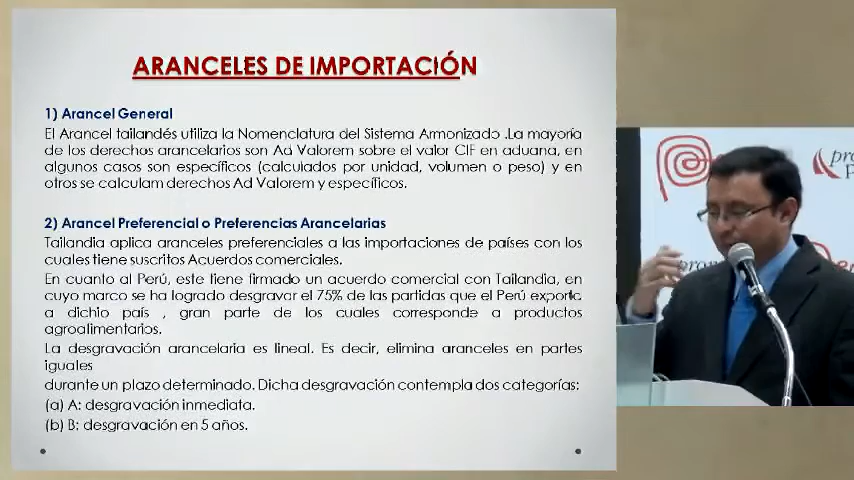 ARANCELES DE IMPORTACIÓN
1) Arancel General
El Arancel tailandés utiliza la Nomenclatura del Sistema Armonizado .La mayoría
de los derechos arancelarios son Ad Valorem sobre el valor CIF en aduana, en
algunos casos son específicos (calculados por unidad, volumen o peso) y en
otros se calculam derechos Ad Valorem y específicos.
2) Arancel Preferencial o Preferencias Arancelarias
Tailandia aplica aranceles preferenciales a las importaciones de países con los
cuales tiene suscritos Acuerdos comerciales.
En cuanto al Perú, este tiene firmado un acuerdo comercial con Tailandia, en
cuyo marco se ha logrado desgravar el 75% de las partidas que el Perú exporta
a dichio país , gran parte de los cuales corresponde a productos
agroalimentarios.
La desgravación arancelaria es lineal. Es decir, elimina aranceles en partes
iguales
durante un plazo determinado. Dicha desgravación contempla dos categorías:
(a) A: desgravación inmediata.
(b) B: desgravación en 5 años.